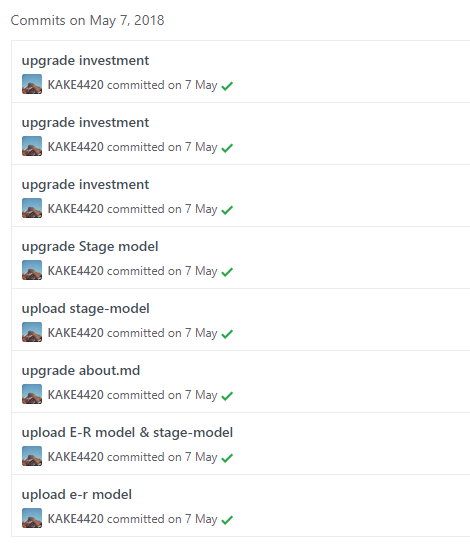 Commits on May 7, 2018
upgrade investment
KAKE4420 committed on 7 May
upgrade investment
KAKE4420 committed on 7 May
upgrade investment
KAKE4420 committed on 7 May
upgrade Stage model
KAKE4420 committed on 7 May
upload stage-model
KAKE4420 committed on 7 May
upgrade about.md
KAKE4420 committed on 7 May
upload E-R model & stage-model
KAKE4420 committed on 7 May
upload e-r model
KAKE4420 committed on 7 May